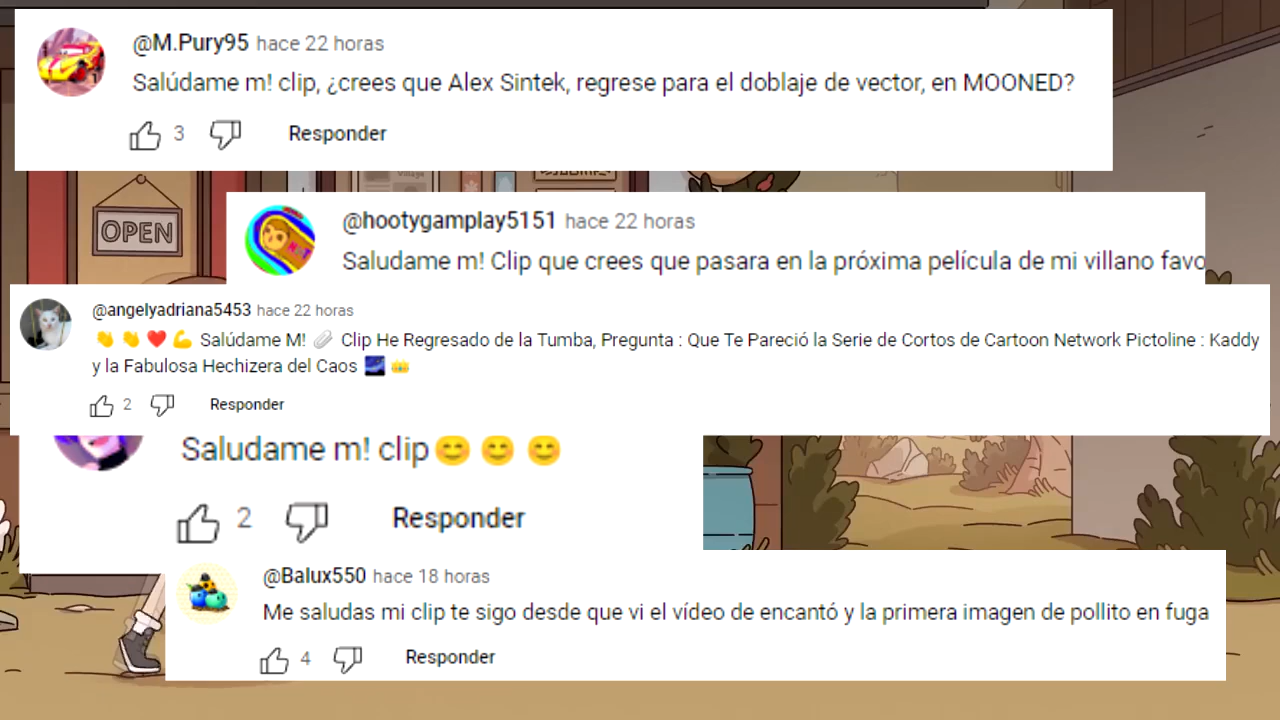 @M.Pury95 hace 22 horas
Salúdame m! clip, ¿crees que Alex Sintek, regrese para el doblaje de vector, en MOONED?
3 Responder
OPEN
@hootygamplay5151 hace 22 horas
Saludame m! Clip que crees que pasara en la próxima película de mi villano favo
@angelyadriana5453 hace 22 horas
👏 👏 ❤️ 💪 Salúdame M! 📎 Clip He Regresado de la Tumba, Pregunta : Que Te Pareció la Serie de Cortos de Cartoon Network Pictoline : Kaddy
y la Fabulosa Hechizera del Caos 🌌 👑
2 Responder
Saludame m! clip😊 😊 😊
2 Responder
@Balux550 hace 18 horas
Me saludas mi clip te sigo desde que vi el vídeo de encantó y la primera imagen de pollito en fuga
4 Responder